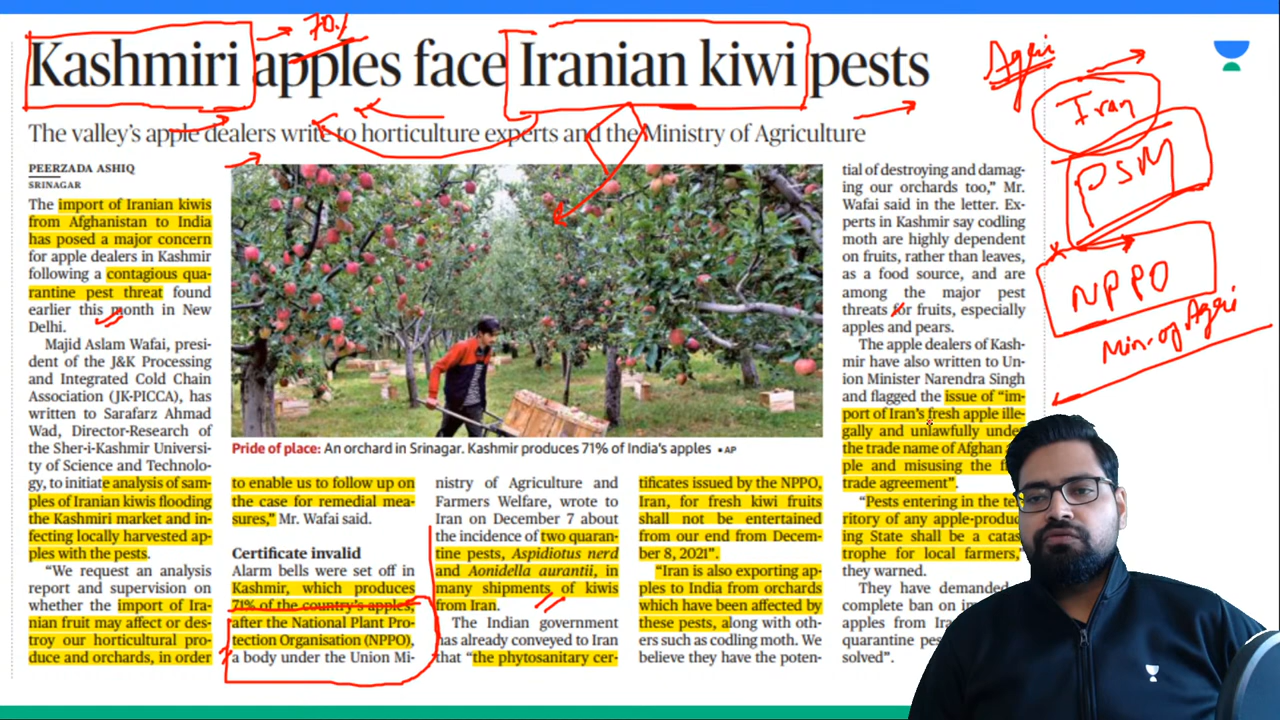 Kashmiri apples face Iranian kiwi pests
The valley's apple dealers write to horticulture experts and the Ministry of Agriculture
PEERZADA ASHIQ
SRINAGAR
The import of Iranian kiwis
from Afghanistan to India
has posed a major concern
for apple dealers in Kashmir
following a contagious qua-
rantine pest threat found
earlier this month in New
Delhi.
Majid Aslam Wafai, presi-
dent of the J&K Processing
and Integrated Cold Chain
Association (JK-PICCA), has
written to Sarafarz Ahmad
Wad, Director-Research of
the Sher-i-Kashmir Universi-
ty of Science and Technolo-
gy, to initiate analysis of sam-
ples of Iranian kiwis flooding
the Kashmiri market and in-
fecting locally harvested ap-
ples with the pests.
"We request an analysis
report and supervision on
whether the import of Ira-
nian fruit may affect or des-
troy our horticultural pro-
duce and orchards, in order
Pride of place: An orchard in Srinagar. Kashmir produces 71% of India's apples • AP
to enable us to follow up on
the case for remedial mea-
sures," Mr. Wafai said.
Certificate invalid
Alarm bells were set off in
Kashmir, which produces
71% of the country's apples
after the National Plant Pro-
tection Organisation (NPPO),
a body under the Union Mi-
nistry of Agriculture and
Farmers Welfare, wrote to
Iran on December 7 about
the incidence of two quaran-
tine pests, Aspidiotus nerd
and Aonidella aurantii, in
many shipments of kiwis
from Iran.
The Indian government
has already conveyed to Iran
that "the phytosanitary cer-
tificates issued by the NPPO,
Iran, for fresh kiwi fruits
shall not be entertained
from our end from Decem-
ber 8, 2021".
"Iran is also exporting ap-
ples to India from orchards
which have been affected by
these pests, along with oth-
ers such as codling moth. We
believe they have the poten-
tial of destroying and damag-
ing our orchards too," Mr.
Wafai said in the letter. Ex-
perts in Kashmir say codling
moth are highly dependent
on fruits, rather than leaves,
as a food source, and are
among the major pest
threats for fruits, especially
apples and pears.
The apple dealers of Kash-
mir have also written to Un-
ion Minister Narendra Singh
and flagged the issue of "im-
port of Iran's fresh apple ille-
gally and unlawfully unde
the trade name of Afghan
ple and misusing the
trade agreement".
"Pests entering in the te
ritory of any apple-produc
ing State shall be a catas
trophe for local farmers,"
they warned.
They have demanded
complete ban on
apples from Ira
quarantine pes
solved".
70%
Agri
Iran
PSM
NPPO
Min. of Agri